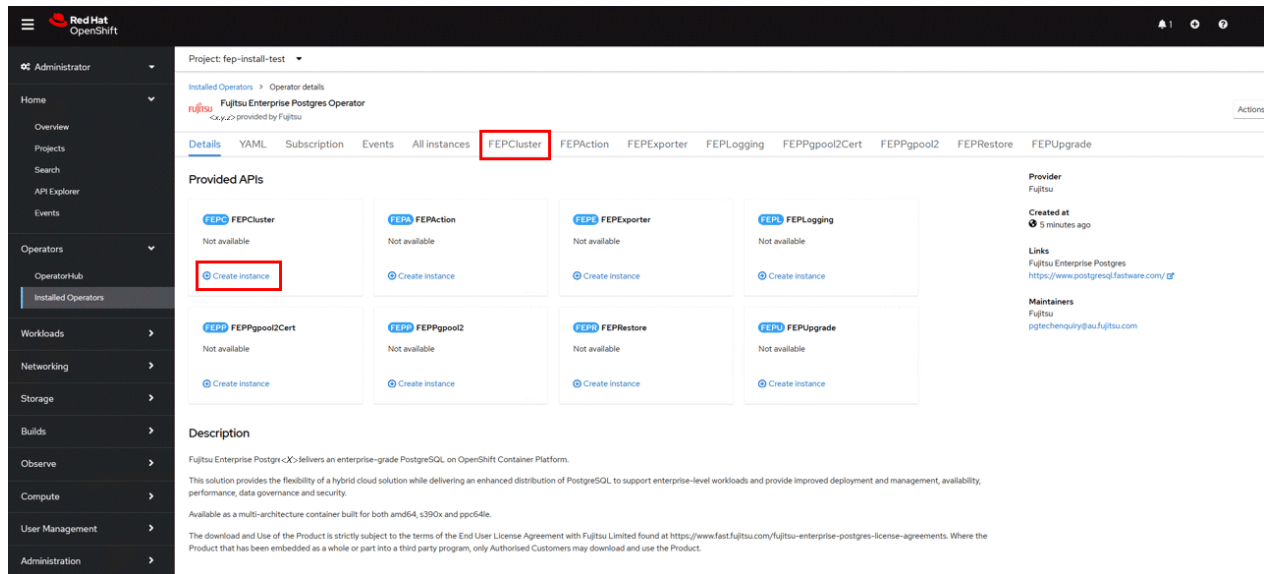 Red Hat
OpenShift
1
Administrator
Home
Overview
Projects
Search
API Explorer
Events
Operators
OperatorHub
Installed Operators
Workloads
Networking
Storage
Builds
Observe
Compute
User Management
Administration
Project: fep-install-test
Installed Operators > Operator details
FUJITSU
Fujitsu Enterprise Postgres Operator
<x.y.z> provided by Fujitsu
Actions
Details YAML Subscription Events All instances FEPCluster FEPAction FEPExporter FEPLogging FEPPgpool2Cert FEPPgpool2 FEPRestore FEPUpgrade
Provided APIs
FEPC FEPCluster
Not available
Create instance
FEPA FEPAction
Not available
Create instance
FEPE FEPExporter
Not available
Create instance
FEPL FEPLogging
Not available
Create instance
FEPP FEPPgpool2Cert
Not available
Create instance
FEPP FEPPgpool2
Not available
Create instance
FEPR FEPRestore
Not available
Create instance
FEPU FEPUpgrade
Not available
Create instance
Provider
Fujitsu
Created at
5 minutes ago
Links
Fujitsu Enterprise Postgres
https://www.postgresql.fastware.com/
Maintainers
Fujitsu
pgtechenquiry@au.fujitsu.com
Description
Fujitsu Enterprise Postgre<X>delivers an enterprise-grade PostgreSQL on OpenShift Container Platform.
This solution provides the flexibility of a hybrid cloud solution while delivering an enhanced distribution of PostgreSQL to support enterprise-level workloads and provide improved deployment and management, availability,
performance, data governance and security.
Available as a multi-architecture container built for both amd64, s390x and ppc64le.
The download and Use of the Product is strictly subject to the terms of the End User License Agreement with Fujitsu Limited found at https://www.fast.fujitsu.com/fujitsu-enterprise-postgres-license-agreements. Where the
Product that has been embedded as a whole or part into a third party program, only Authorised Customers may download and use the Product.